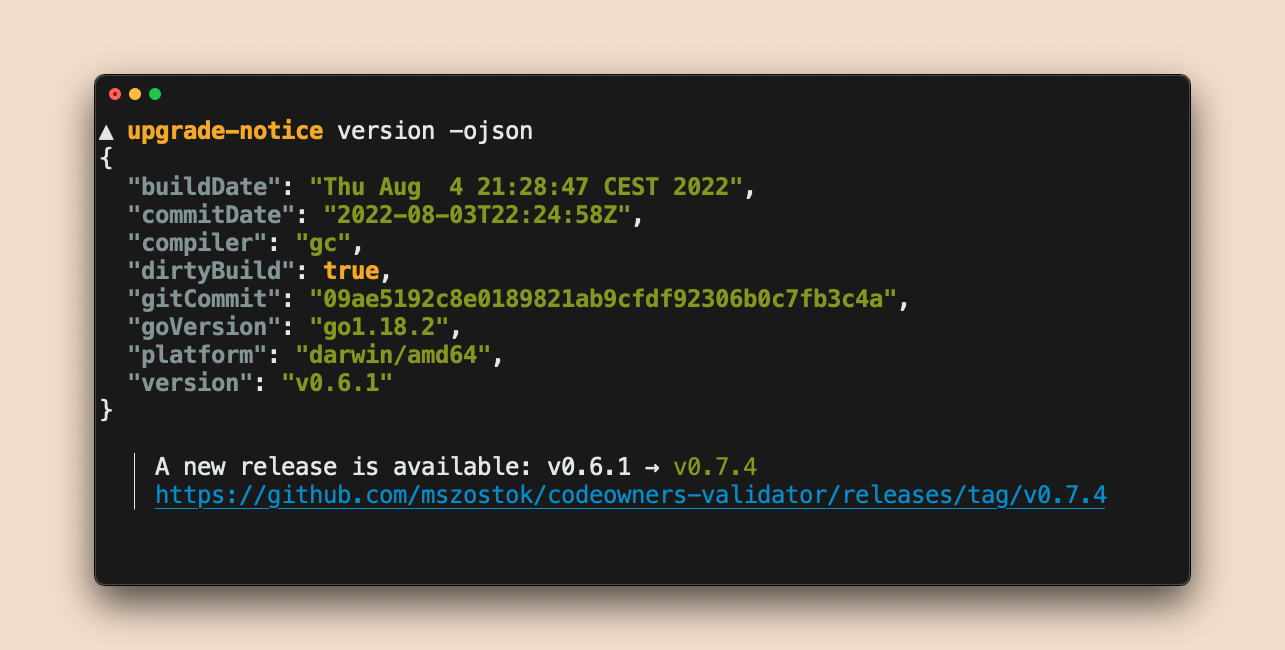 ▲ upgrade-notice version -ojson
{
  "buildDate": "Thu Aug  4 21:28:47 CEST 2022",
  "commitDate": "2022-08-03T22:24:58Z",
  "compiler": "gc",
  "dirtyBuild": true,
  "gitCommit": "09ae5192c8e0189821ab9cfdf92306b0c7fb3c4a",
  "goVersion": "go1.18.2",
  "platform": "darwin/amd64",
  "version": "v0.6.1"
}
A new release is available: v0.6.1 → v0.7.4
https://github.com/mszostok/codeowners-validator/releases/tag/v0.7.4